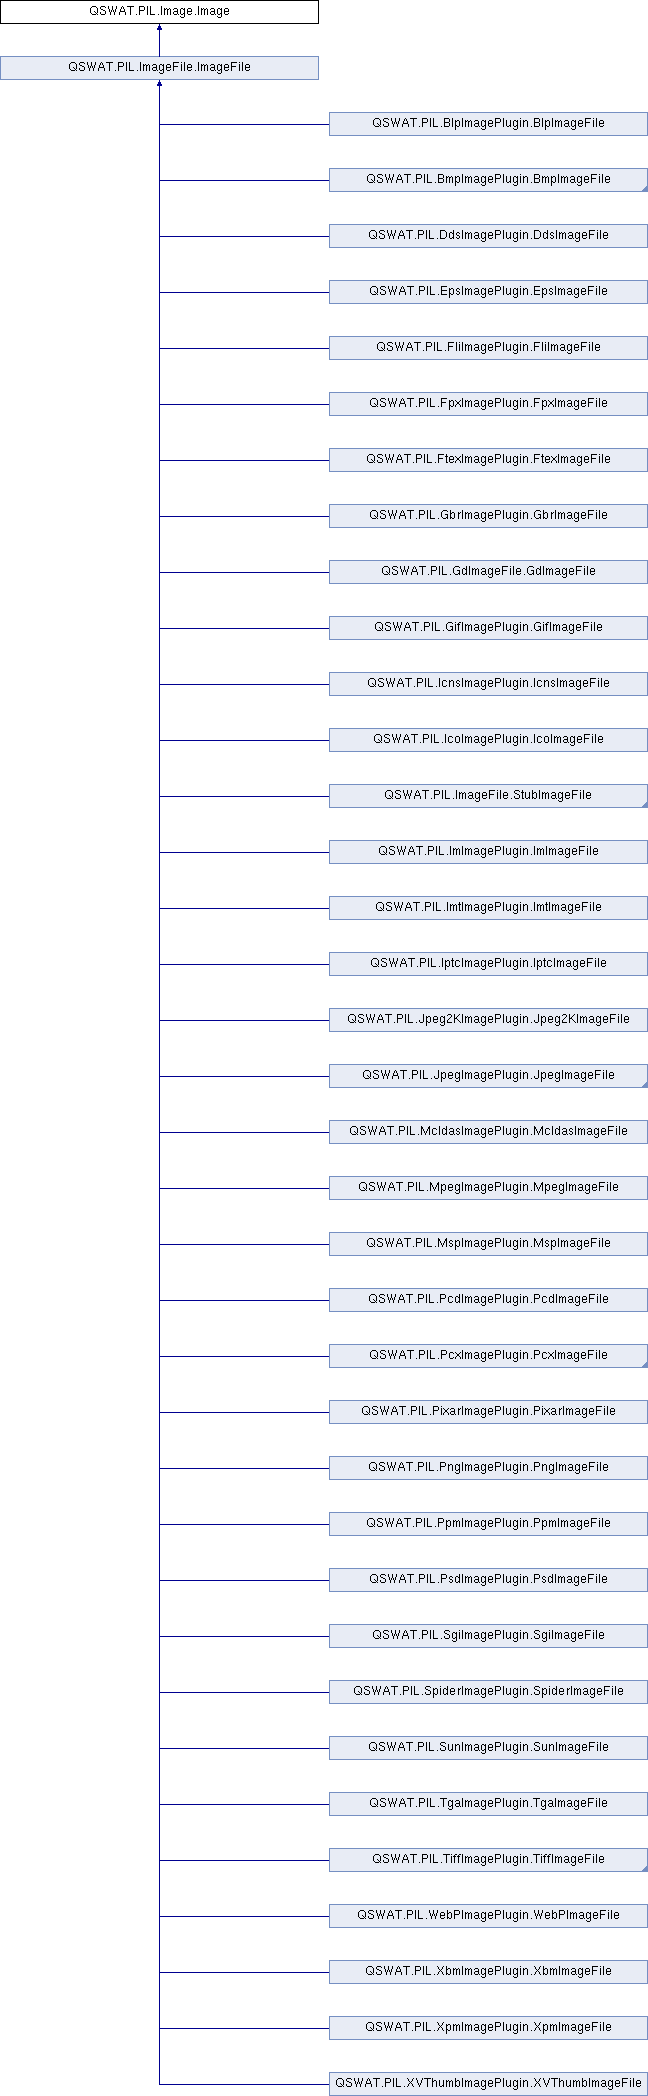 QSWAT.PIL.Image.Image
QSWAT.PIL.ImageFile.ImageFile
QSWAT.PIL.BlpImagePlugin.BlpImageFile
QSWAT.PIL.BmpImagePlugin.BmpImageFile
QSWAT.PIL.DdsImagePlugin.DdsImageFile
QSWAT.PIL.EpsImagePlugin.EpsImageFile
QSWAT.PIL.FliImagePlugin.FliImageFile
QSWAT.PIL.FpxImagePlugin.FpxImageFile
QSWAT.PIL.FtexImagePlugin.FtexImageFile
QSWAT.PIL.GbrImagePlugin.GbrImageFile
QSWAT.PIL.GdImageFile.GdImageFile
QSWAT.PIL.GifImagePlugin.GifImageFile
QSWAT.PIL.IcnsImagePlugin.IcnsImageFile
QSWAT.PIL.IcoImagePlugin.IcoImageFile
QSWAT.PIL.ImageFile.StubImageFile
QSWAT.PIL.ImImagePlugin.ImImageFile
QSWAT.PIL.ImtImagePlugin.ImtImageFile
QSWAT.PIL.IptcImagePlugin.IptcImageFile
QSWAT.PIL.Jpeg2KImagePlugin.Jpeg2KImageFile
QSWAT.PIL.JpegImagePlugin.JpegImageFile
QSWAT.PIL.McIdasImagePlugin.McIdasImageFile
QSWAT.PIL.MpegImagePlugin.MpegImageFile
QSWAT.PIL.MspImagePlugin.MspImageFile
QSWAT.PIL.PcdImagePlugin.PcdImageFile
QSWAT.PIL.PcxImagePlugin.PcxImageFile
QSWAT.PIL.PixarImagePlugin.PixarImageFile
QSWAT.PIL.PngImagePlugin.PngImageFile
QSWAT.PIL.PpmImagePlugin.PpmImageFile
QSWAT.PIL.PsdImagePlugin.PsdImageFile
QSWAT.PIL.SgiImagePlugin.SgiImageFile
QSWAT.PIL.SpiderImagePlugin.SpiderImageFile
QSWAT.PIL.SunImagePlugin.SunImageFile
QSWAT.PIL.TgaImagePlugin.TgaImageFile
QSWAT.PIL.TiffImagePlugin.TiffImageFile
QSWAT.PIL.WebPImagePlugin.WebPImageFile
QSWAT.PIL.XbmImagePlugin.XbmImageFile
QSWAT.PIL.XpmImagePlugin.XpmImageFile
QSWAT.PIL.XVThumbImagePlugin.XVThumbImageFile